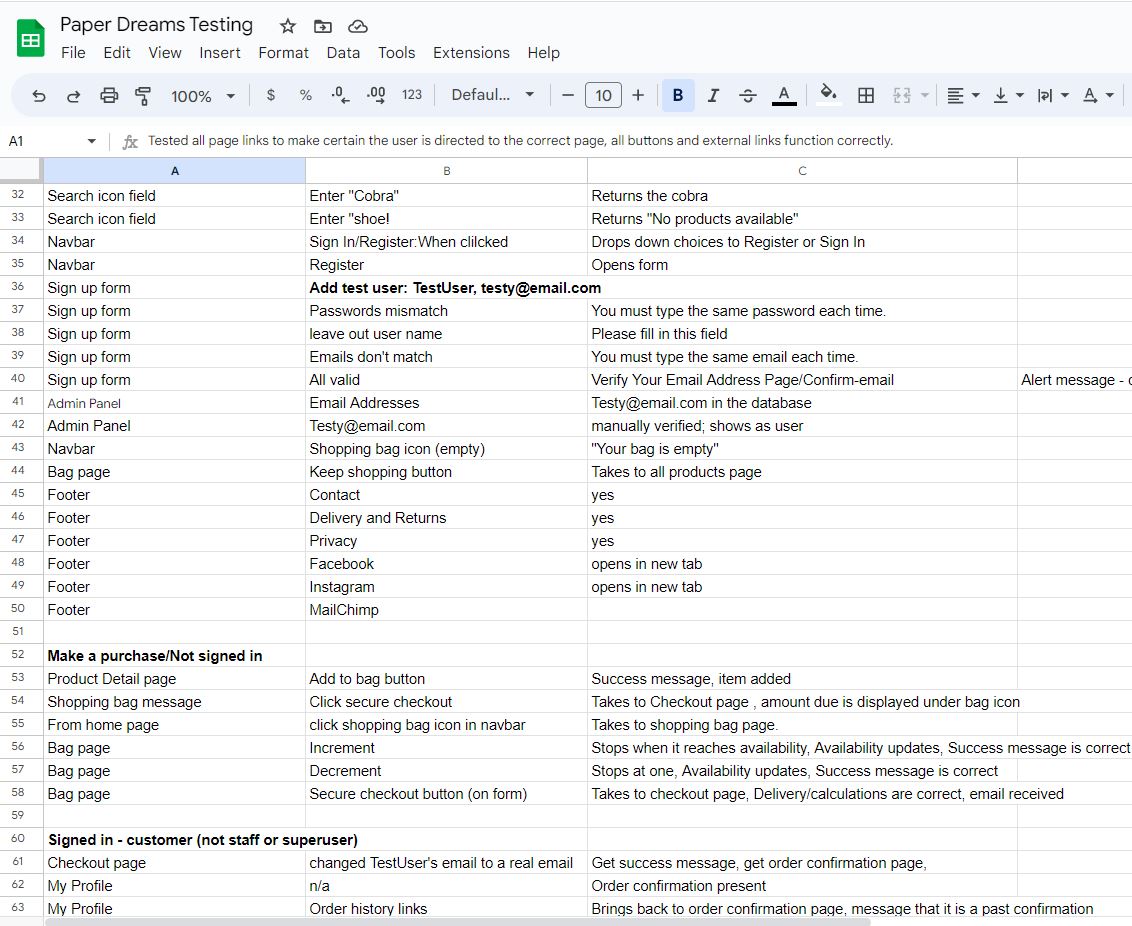 Paper Dreams Testing
File Edit View Insert Format Data Tools Extensions Help
100% $ % .0 .00 123 Defaul... 10 B I S A A
A1 fx Tested all page links to make certain the user is directed to the correct page, all buttons and external links function correctly.
A B C
32 Search icon field Enter "Cobra" Returns the cobra
33 Search icon field Enter "shoe! Returns "No products available"
34 Navbar Sign In/Register:When clilcked Drops down choices to Register or Sign In
35 Navbar Register Opens form
36 Sign up form Add test user: TestUser, testy@email.com
37 Sign up form Passwords mismatch You must type the same password each time.
38 Sign up form leave out user name Please fill in this field
39 Sign up form Emails don't match You must type the same email each time.
40 Sign up form All valid Verify Your Email Address Page/Confirm-email Alert message -
41 Admin Panel Email Addresses Testy@email.com in the database
42 Admin Panel Testy@email.com manually verified; shows as user
43 Navbar Shopping bag icon (empty) "Your bag is empty"
44 Bag page Keep shopping button Takes to all products page
45 Footer Contact yes
46 Footer Delivery and Returns yes
47 Footer Privacy yes
48 Footer Facebook opens in new tab
49 Footer Instagram opens in new tab
50 Footer MailChimp
51
52 Make a purchase/Not signed in
53 Product Detail page Add to bag button Success message, item added
54 Shopping bag message Click secure checkout Takes to Checkout page , amount due is displayed under bag icon
55 From home page click shopping bag icon in navbar Takes to shopping bag page.
56 Bag page Increment Stops when it reaches availability, Availability updates, Success message is correct
57 Bag page Decrement Stops at one, Availability updates, Success message is correct
58 Bag page Secure checkout button (on form) Takes to checkout page, Delivery/calculations are correct, email received
59
60 Signed in - customer (not staff or superuser)
61 Checkout page changed TestUser's email to a real email Get success message, get order confirmation page,
62 My Profile n/a Order confirmation present
63 My Profile Order history links Brings back to order confirmation page, message that it is a past confirmation